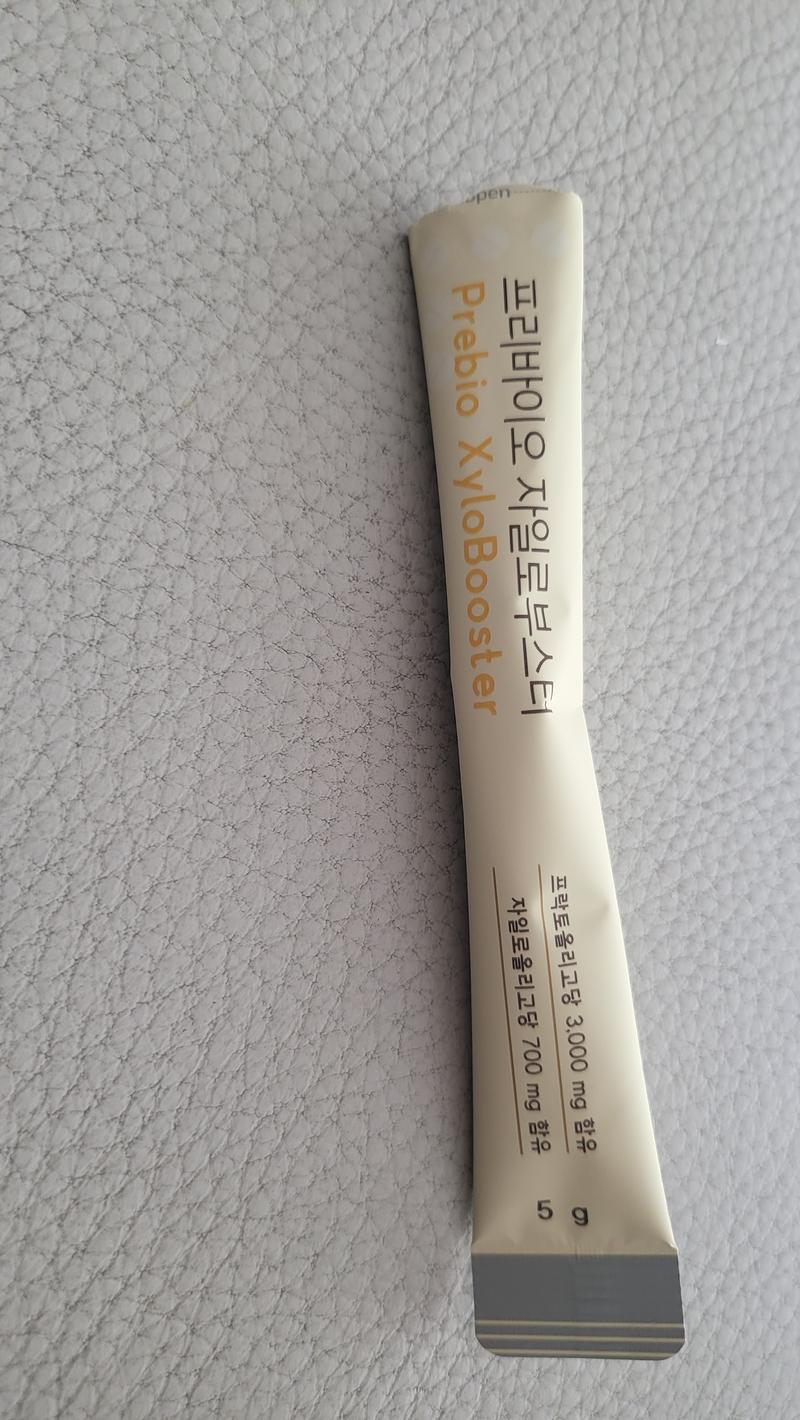 open
프리바이오 자일로부스터
Prebio XyloBooster
프락토올리고당 3,000 mg 함유
자일로올리고당 700 mg 함유
5 g